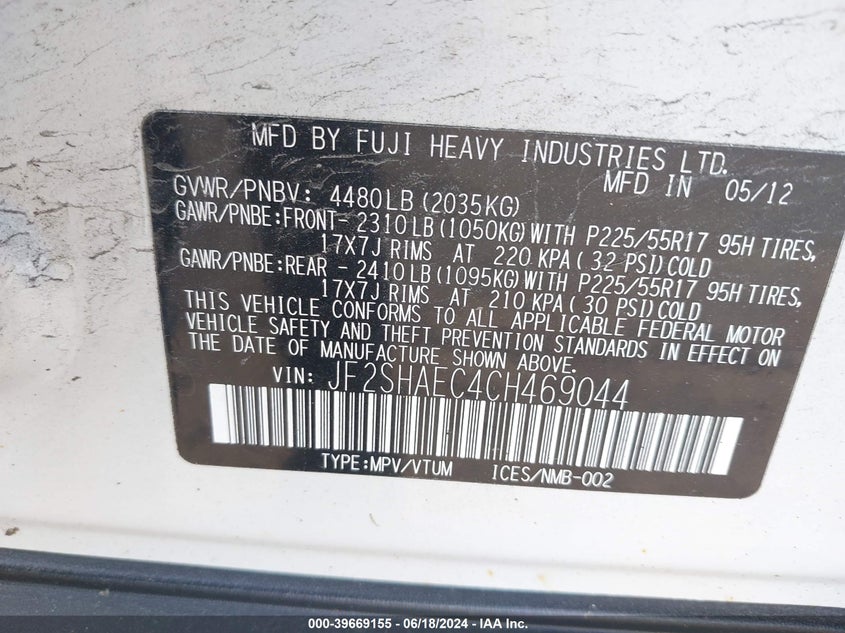 MFD BY FUJI HEAVY INDUSTRIES LTD.
MFD IN 05/12
GVWR/PNBV: 4480LB(2035KG)
GAWR/PNBE:FRONT-2310LB(1050KG)WITH P225/55R17 95H TIRES,
17X7J RIMS AT 220 KPA(32 PSI)COLD
GAWR/PNBE:REAR -2410LB(1095KG)WITH P225/55R17 95H TIRES,
17X7J RIMS AT 210 KPA(30 PSI)COLD
THIS VEHICLE CONFORMS TO ALL APPLICABLE FEDERAL MOTOR
VEHICLE SAFETY AND THEFT PREVENTION STANDARDS IN EFFECT ON
THE DATE OF MANUFACTURE SHOWN ABOVE.
VIN: JF2SHAEC4CH469044
TYPE:MPV/VTUM ICES/NMB-002
000-39669155 - 06/18/2024 - IAA Inc.